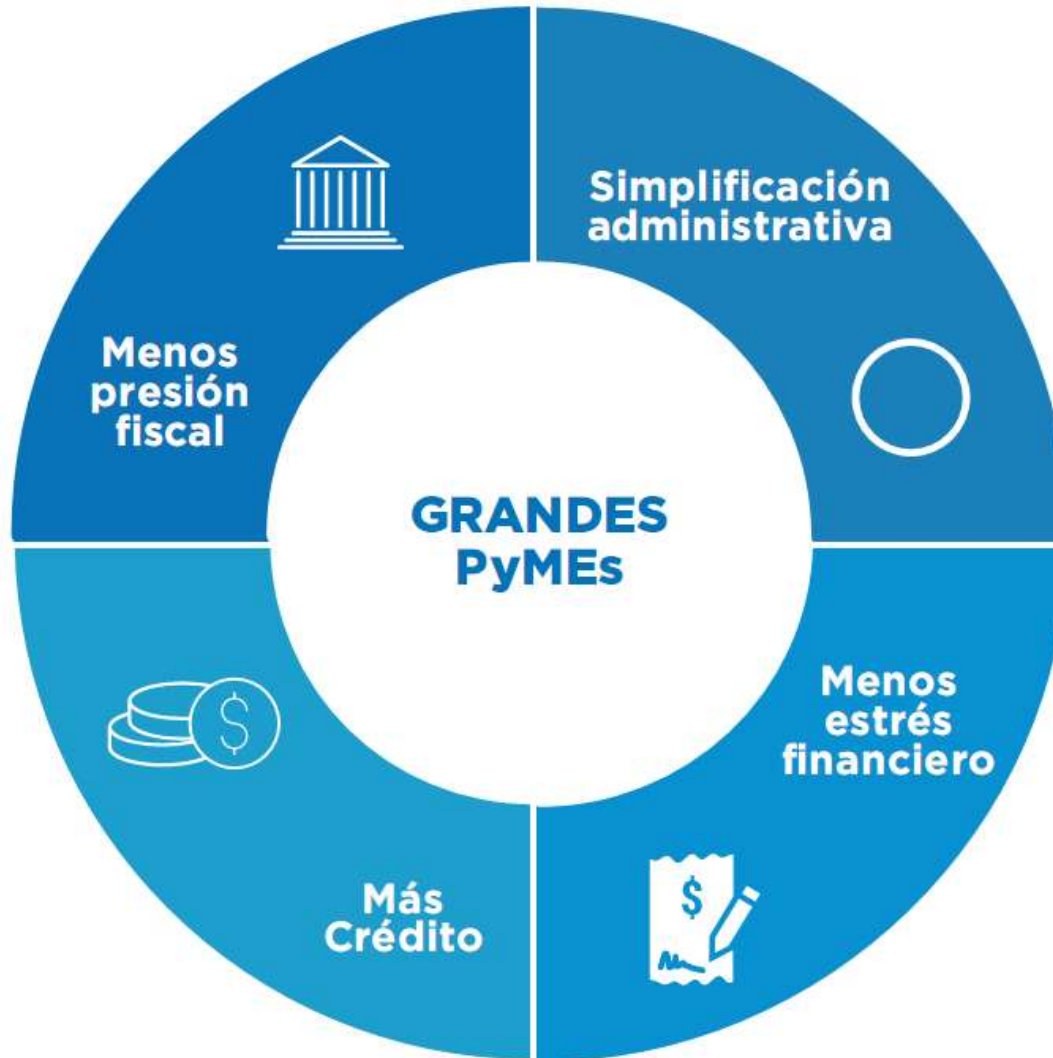 Simplificación
administrativa
Menos
presión
fiscal
GRANDES
PyMEs
Menos
estrés
financiero
$
Más
Crédito
$